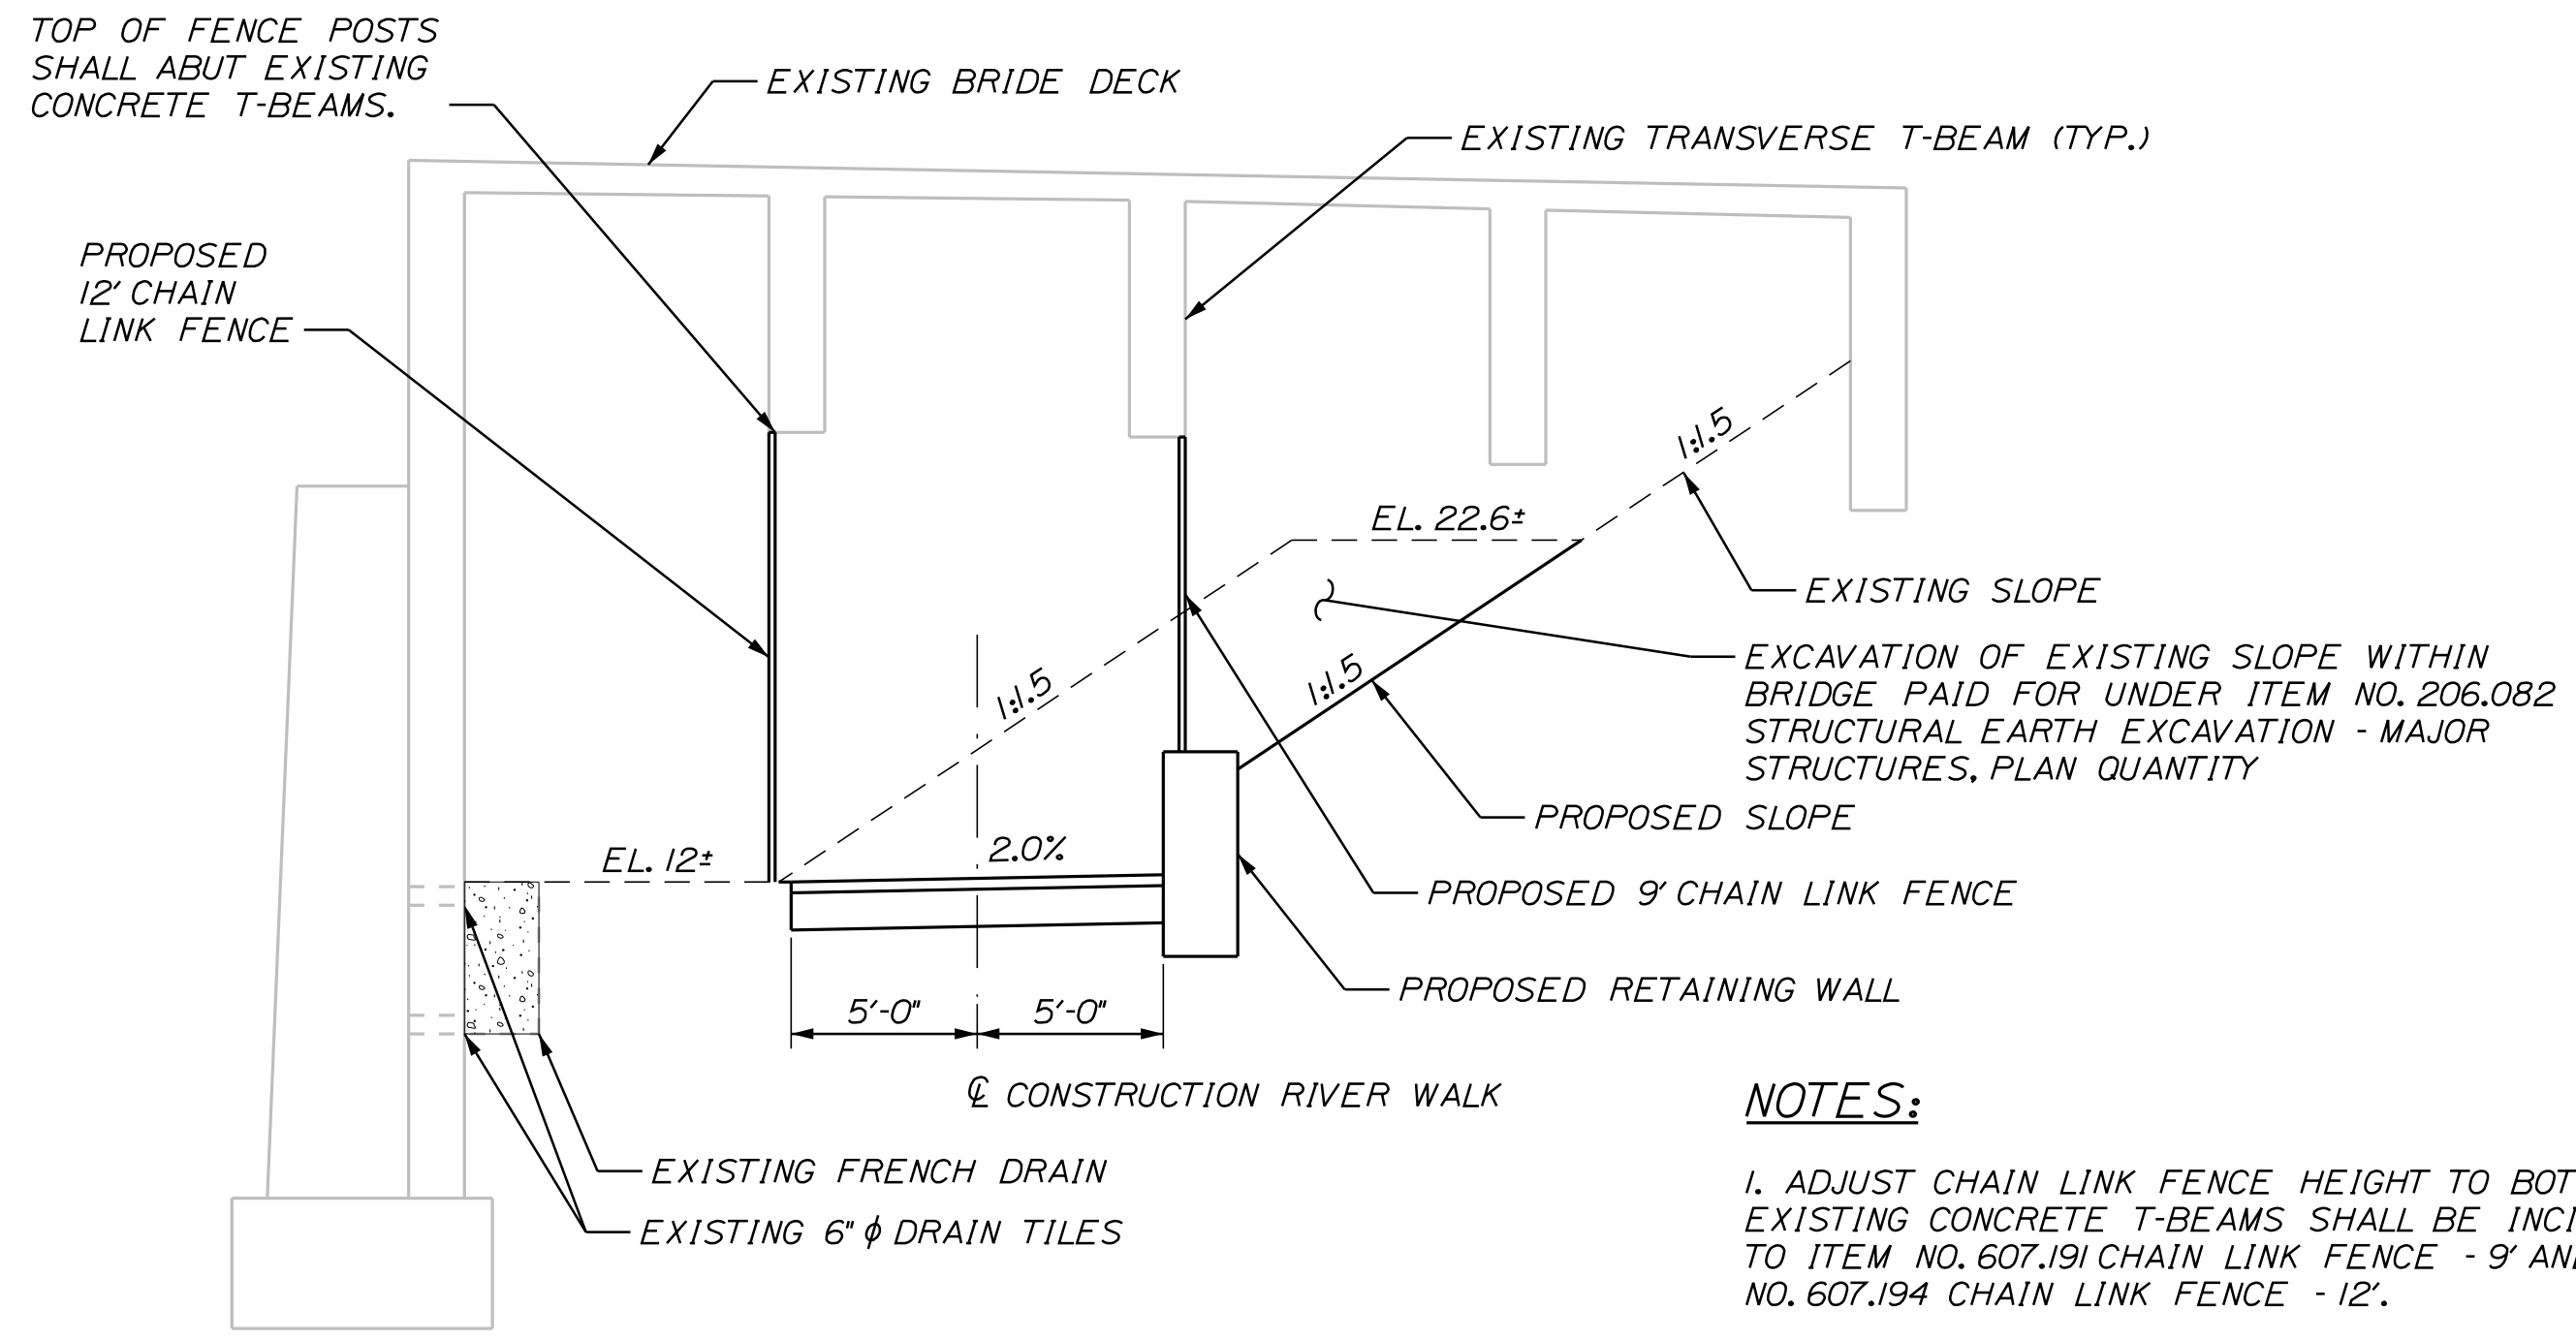 TOP OF FENCE POSTS
SHALL ABUT EXISTING
CONCRETE T-BEAMS.
EXISTING BRIDE DECK
EXISTING TRANSVERSE T-BEAM (TYP.)
PROPOSED
12' CHAIN
LINK FENCE
1:1.5
EL. 22.6±
EXISTING SLOPE
EXCAVATION OF EXISTING SLOPE WITHIN
BRIDGE PAID FOR UNDER ITEM NO. 206.082
STRUCTURAL EARTH EXCAVATION - MAJOR
STRUCTURES, PLAN QUANTITY
1:1.5
1:1.5
PROPOSED SLOPE
EL. 12±
2.0%
PROPOSED 9' CHAIN LINK FENCE
PROPOSED RETAINING WALL
5'-0"
5'-0"
℄ CONSTRUCTION RIVER WALK
EXISTING FRENCH DRAIN
EXISTING 6" ϕ DRAIN TILES
NOTES:
1. ADJUST CHAIN LINK FENCE HEIGHT TO
EXISTING CONCRETE T-BEAMS SHALL BE
TO ITEM NO. 607.191 CHAIN LINK FENCE - 9'
NO. 607.194 CHAIN LINK FENCE - 12'.